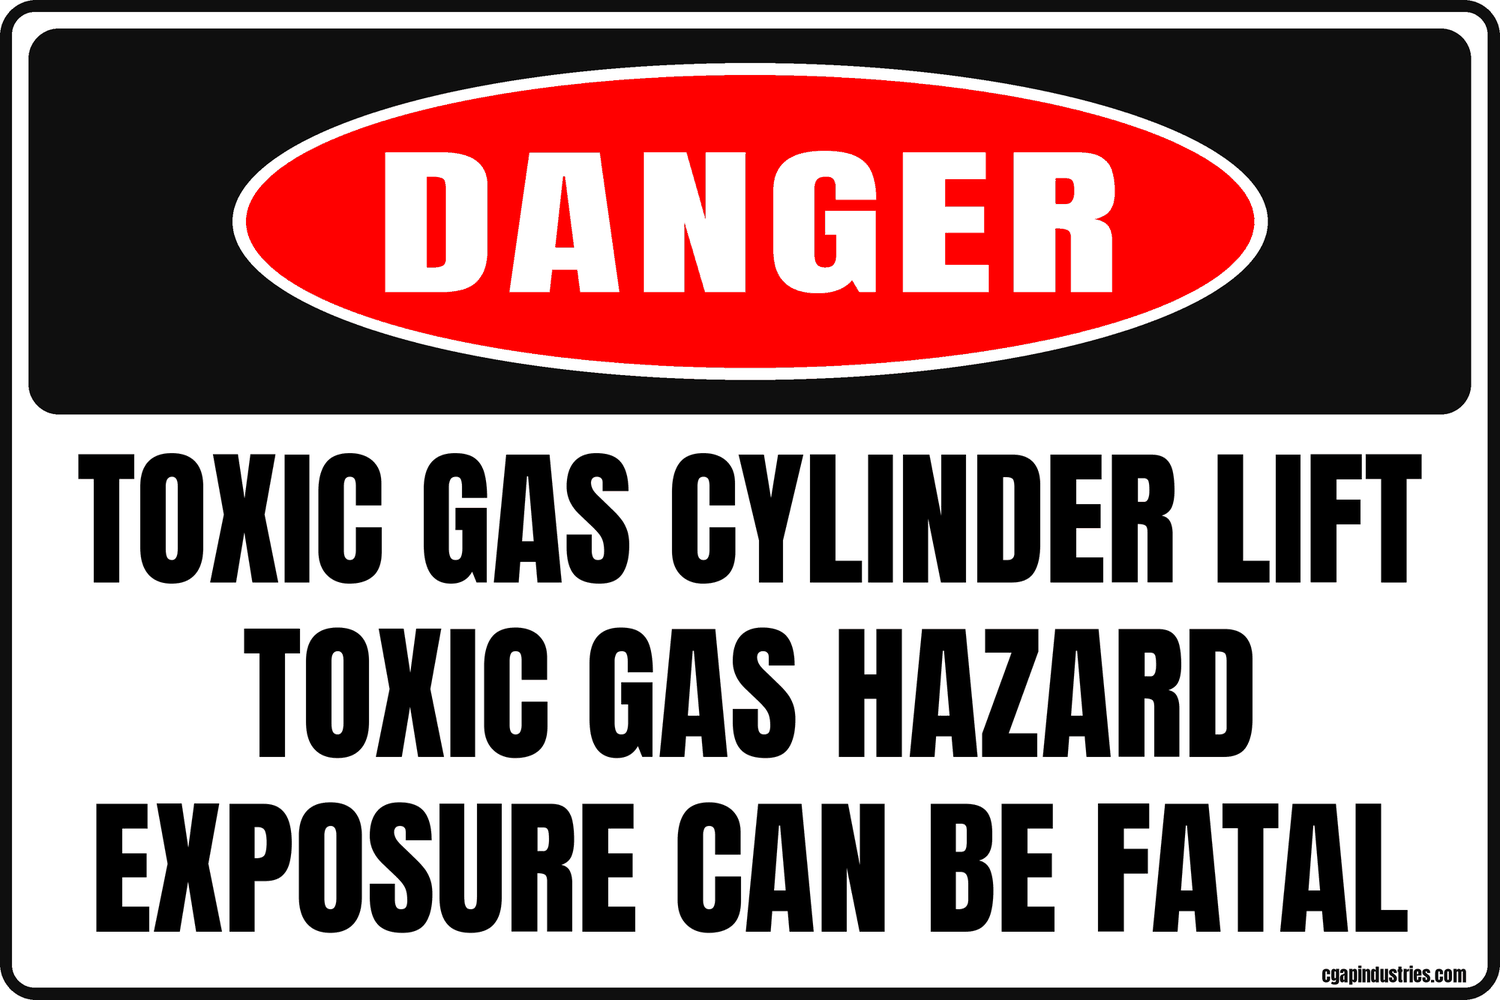 DANGER
TOXIC GAS CYLINDER LIFT
TOXIC GAS HAZARD
EXPOSURE CAN BE FATAL
cgapindustries.com